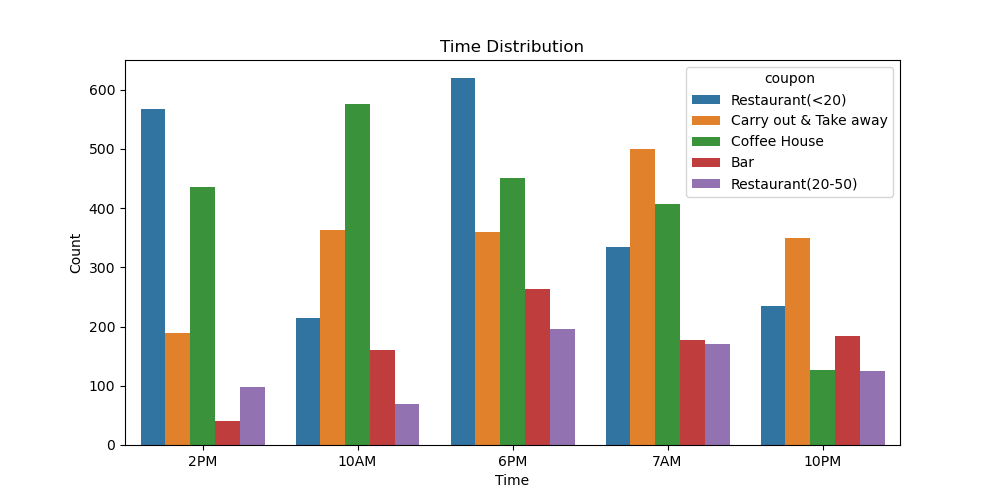 Time Distribution
coupon
Restaurant(<20)
Carry out & Take away
Coffee House
Bar
Restaurant(20-50)
Count
600
500
400
300
200
100
0
2PM 10AM 6PM 7AM 10PM
Time